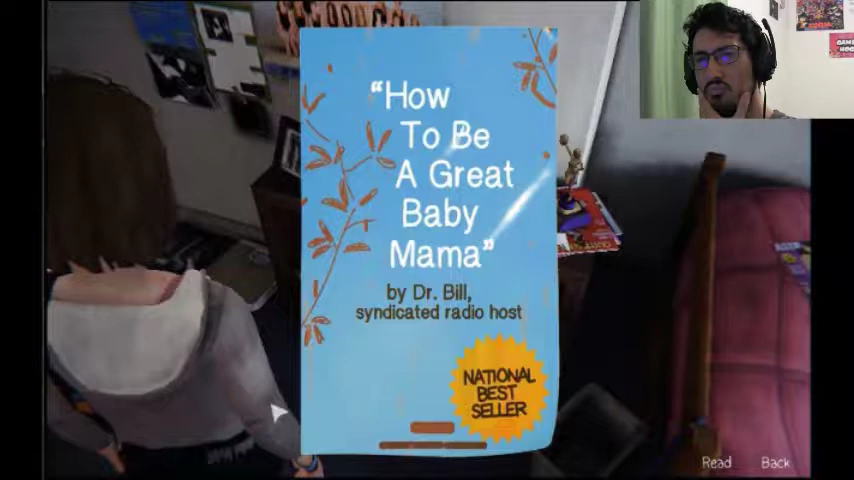 “How
To Be
A Great
Baby
Mama”
by Dr. Bill,
syndicated radio host
NATIONAL
BEST
SELLER
Read Back